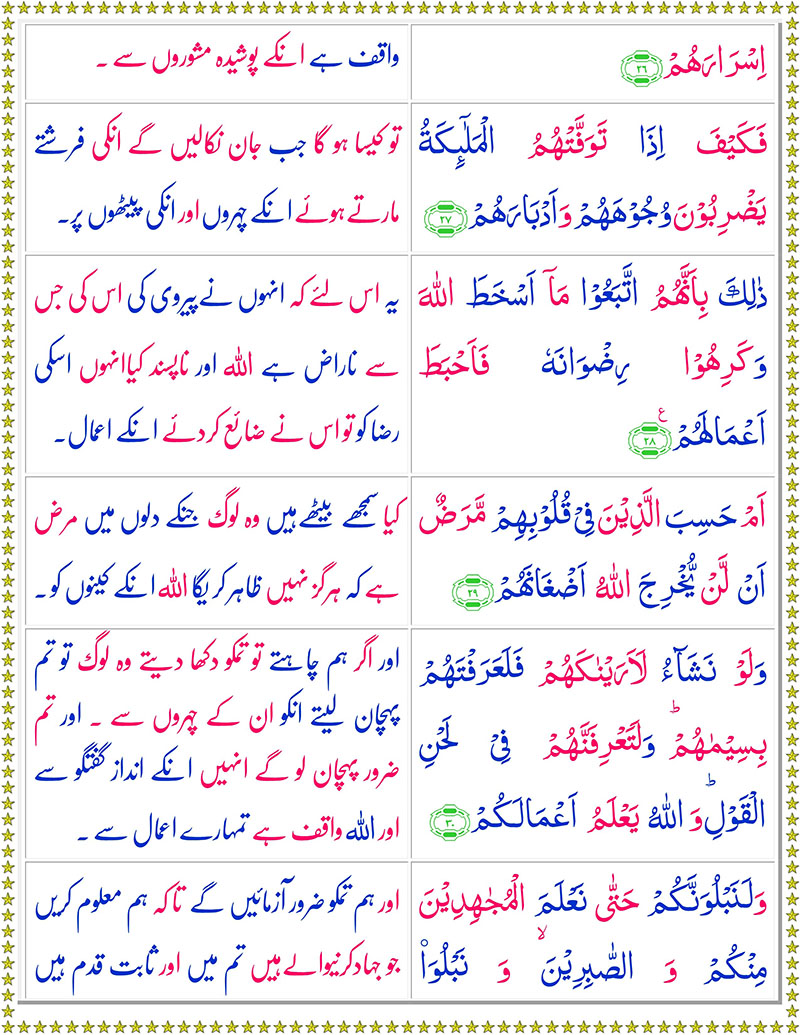 اِسۡرَارَهُمۡ ﴿۲۶﴾
واقف ہے انکے پوشیدہ مشوروں سے ۔
فَكَيۡفَ اِذَا تَوَفَّتۡهُمُ الۡمَلٰٓٮِٕكَةُ
يَضۡرِبُوۡنَ وُجُوۡهَهُمۡ وَاَدۡبَارَهُمۡ ﴿۲۷﴾
تو کیسا ہو گا جب جان نکالیں گے انکی فرشتے
مارتے ہوئے انکے چہروں اور انکی پیٹھوں پر۔
ذٰلِكَ بِاَنَّهُمُ اتَّبَعُوۡا مَاۤ اَسۡخَطَ اللّٰهَ
وَكَرِهُوۡا رِضۡوَانَهٗ فَاَحۡبَطَ
اَعۡمَالَهُمۡ ﴿۲۸﴾ ع
یہ اس لئے کہ انہوں نے پیروی کی اس کی جس
سے ناراض ہے اللہ اور ناپسند کیا انہوں اسکی
رضا کو تو اس نے ضائع کر دئے انکے اعمال۔
اَمۡ حَسِبَ الَّذِيۡنَ فِىۡ قُلُوۡبِهِمۡ مَّرَضٌ
اَنۡ لَّنۡ يُّخۡرِجَ اللّٰهُ اَضۡغَانَهُمۡ ﴿۲۹﴾
کیا سمجھے بیٹھے ہیں وہ لوگ جنکے دلوں میں مرض
ہے کہ ہرگز نہیں ظاہر کریگا اللہ انکے کینوں کو ۔
وَلَوۡ نَشَآءُ لَاَرَيۡنٰكَهُمۡ فَلَعَرَفۡتَهُمۡ
بِسِيۡمٰهُمۡ‌ؕ وَلَتَعۡرِفَنَّهُمۡ فِىۡ لَحۡنِ
الۡقَوۡلِ‌ؕ وَاللّٰهُ يَعۡلَمُ اَعۡمَالَكُمۡ ﴿۳۰﴾
اور اگر ہم چاہتے تو تمکو دکھا دیتے وہ لوگ تو تم
پہچان لیتے انکو ان کے چہروں سے ۔ اور تم
ضرور پہچان لو گے انہیں انکے انداز گفتگو سے
اور اللہ واقف ہے تمہارے اعمال سے ۔
وَلَنَبۡلُوَنَّكُمۡ حَتّٰى نَعۡلَمَ الۡمُجٰهِدِيۡنَ
مِنۡكُمۡ وَ الصّٰبِرِيۡنَ ۙ وَ نَبۡلُوَا۟
اور ہم تمکو ضرور آزمائیں گے تاکہ ہم معلوم کریں
جو جہاد کرنیوالے ہیں تم میں اور ثابت قدم ہیں